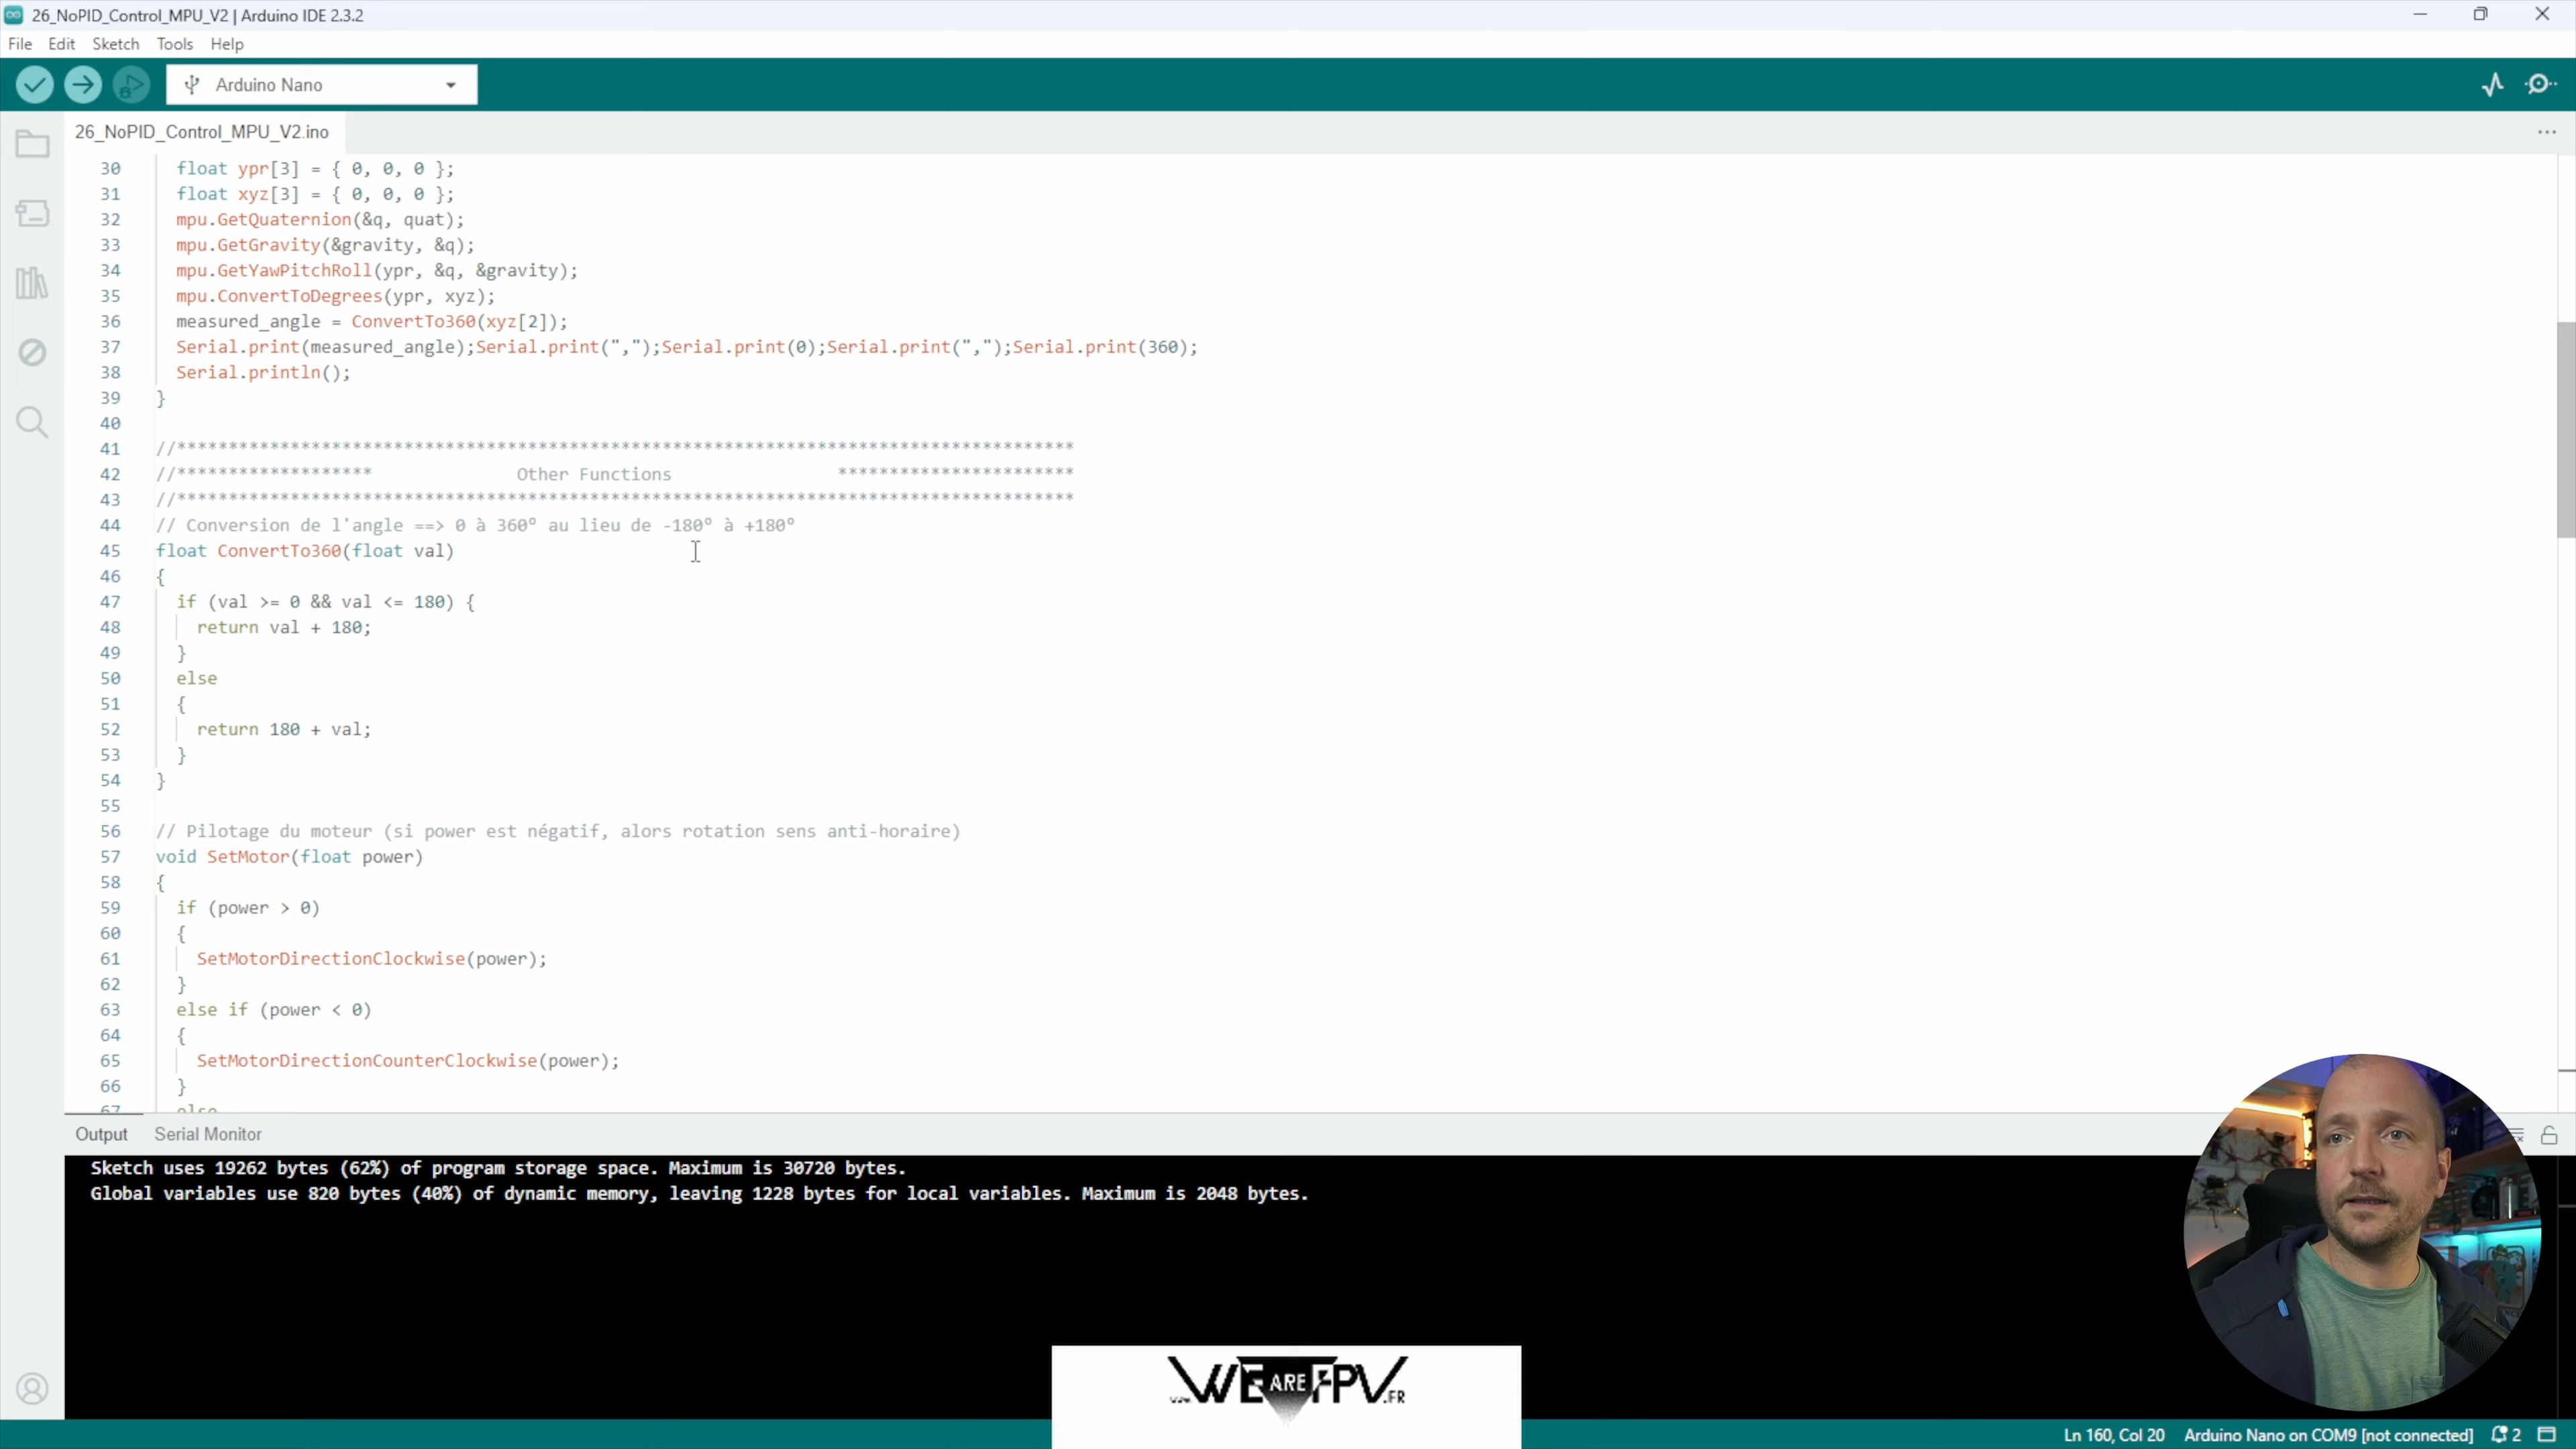 26_NoPID_Control_MPU_V2 | Arduino IDE 2.3.2
File Edit Sketch Tools Help
Arduino Nano
26_NoPID_Control_MPU_V2.ino
30 float ypr[3] = { 0, 0, 0 };
31 float xyz[3] = { 0, 0, 0 };
32 mpu.GetQuaternion(&q, quat);
33 mpu.GetGravity(&gravity, &q);
34 mpu.GetYawPitchRoll(ypr, &q, &gravity);
35 mpu.ConvertToDegrees(ypr, xyz);
36 measured_angle = ConvertTo360(xyz[2]);
37 Serial.print(measured_angle);Serial.print(",");Serial.print(0);Serial.print(",");Serial.print(360);
38 Serial.println();
39 }
40
41 //***************************************************************************************
42 //******************* Other Functions ***********************
43 //***************************************************************************************
44 // Conversion de l'angle ==> 0 à 360° au lieu de -180° à +180°
45 float ConvertTo360(float val)
46 {
47 if (val >= 0 && val <= 180) {
48 return val + 180;
49 }
50 else
51 {
52 return 180 + val;
53 }
54 }
55
56 // Pilotage du moteur (si power est négatif, alors rotation sens anti-horaire)
57 void SetMotor(float power)
58 {
59 if (power > 0)
60 {
61 SetMotorDirectionClockwise(power);
62 }
63 else if (power < 0)
64 {
65 SetMotorDirectionCounterClockwise(power);
66 }
67 else
Output Serial Monitor
Sketch uses 19262 bytes (62%) of program storage space. Maximum is 30720 bytes.
Global variables use 820 bytes (40%) of dynamic memory, leaving 1228 bytes for local variables. Maximum is 2048 bytes.
www.WE ARE FPV.FR
Ln 160, Col 20 Arduino Nano on COM9 [not connected] 2